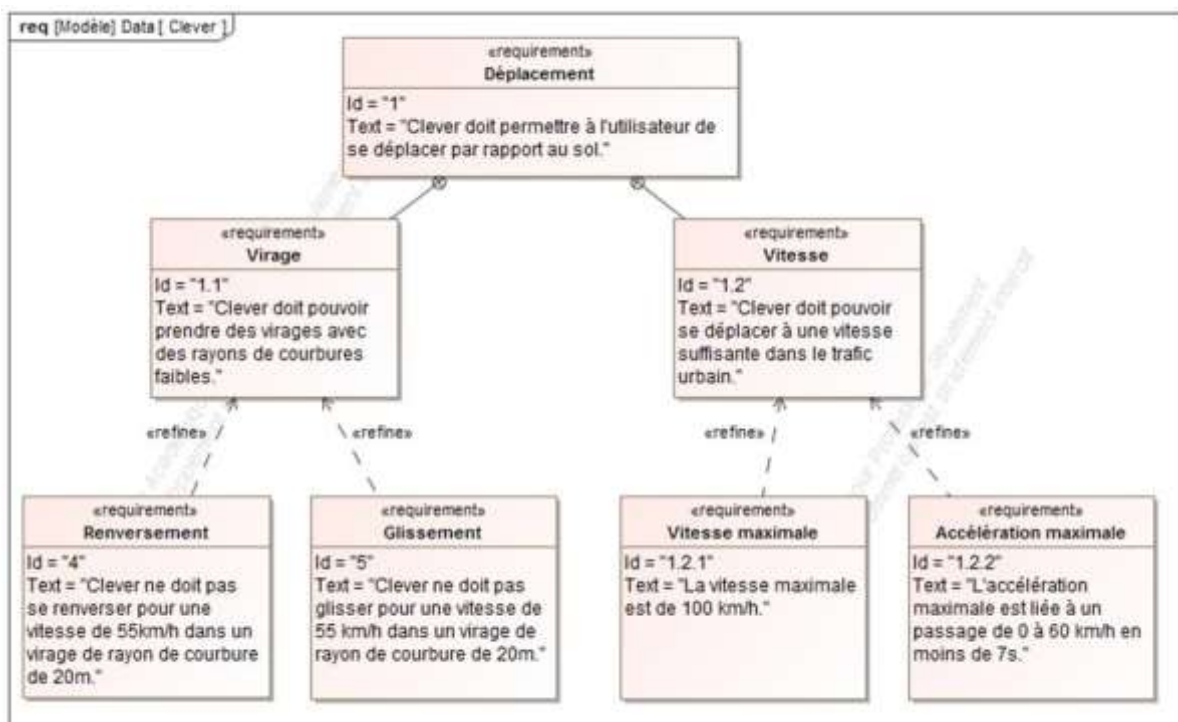 req [Modèle] Data [ Clever ]
«requirement»
Déplacement
Id = "1"
Text = "Clever doit permettre à l'utilisateur de
se déplacer par rapport au sol."
«requirement»
Virage
Id = "1.1"
Text = "Clever doit pouvoir
prendre des virages avec
des rayons de courbures
faibles."
«requirement»
Vitesse
Id = "1.2"
Text = "Clever doit pouvoir
se déplacer à une vitesse
suffisante dans le trafic
urbain."
«refine»
«refine»
«refine»
«refine»
«requirement»
Renversement
Id = "4"
Text = "Clever ne doit pas
se renverser pour une
vitesse de 55km/h dans un
virage de rayon de courbure
de 20m."
«requirement»
Glissement
Id = "5"
Text = "Clever ne doit pas
glisser pour une vitesse de
55 km/h dans un virage de
rayon de courbure de 20m."
«requirement»
Vitesse maximale
Id = "1.2.1"
Text = "La vitesse maximale
est de 100 km/h."
«requirement»
Accélération maximale
Id = "1.2.2"
Text = "L'accélération
maximale est liée à un
passage de 0 à 60 km/h en
moins de 7s."